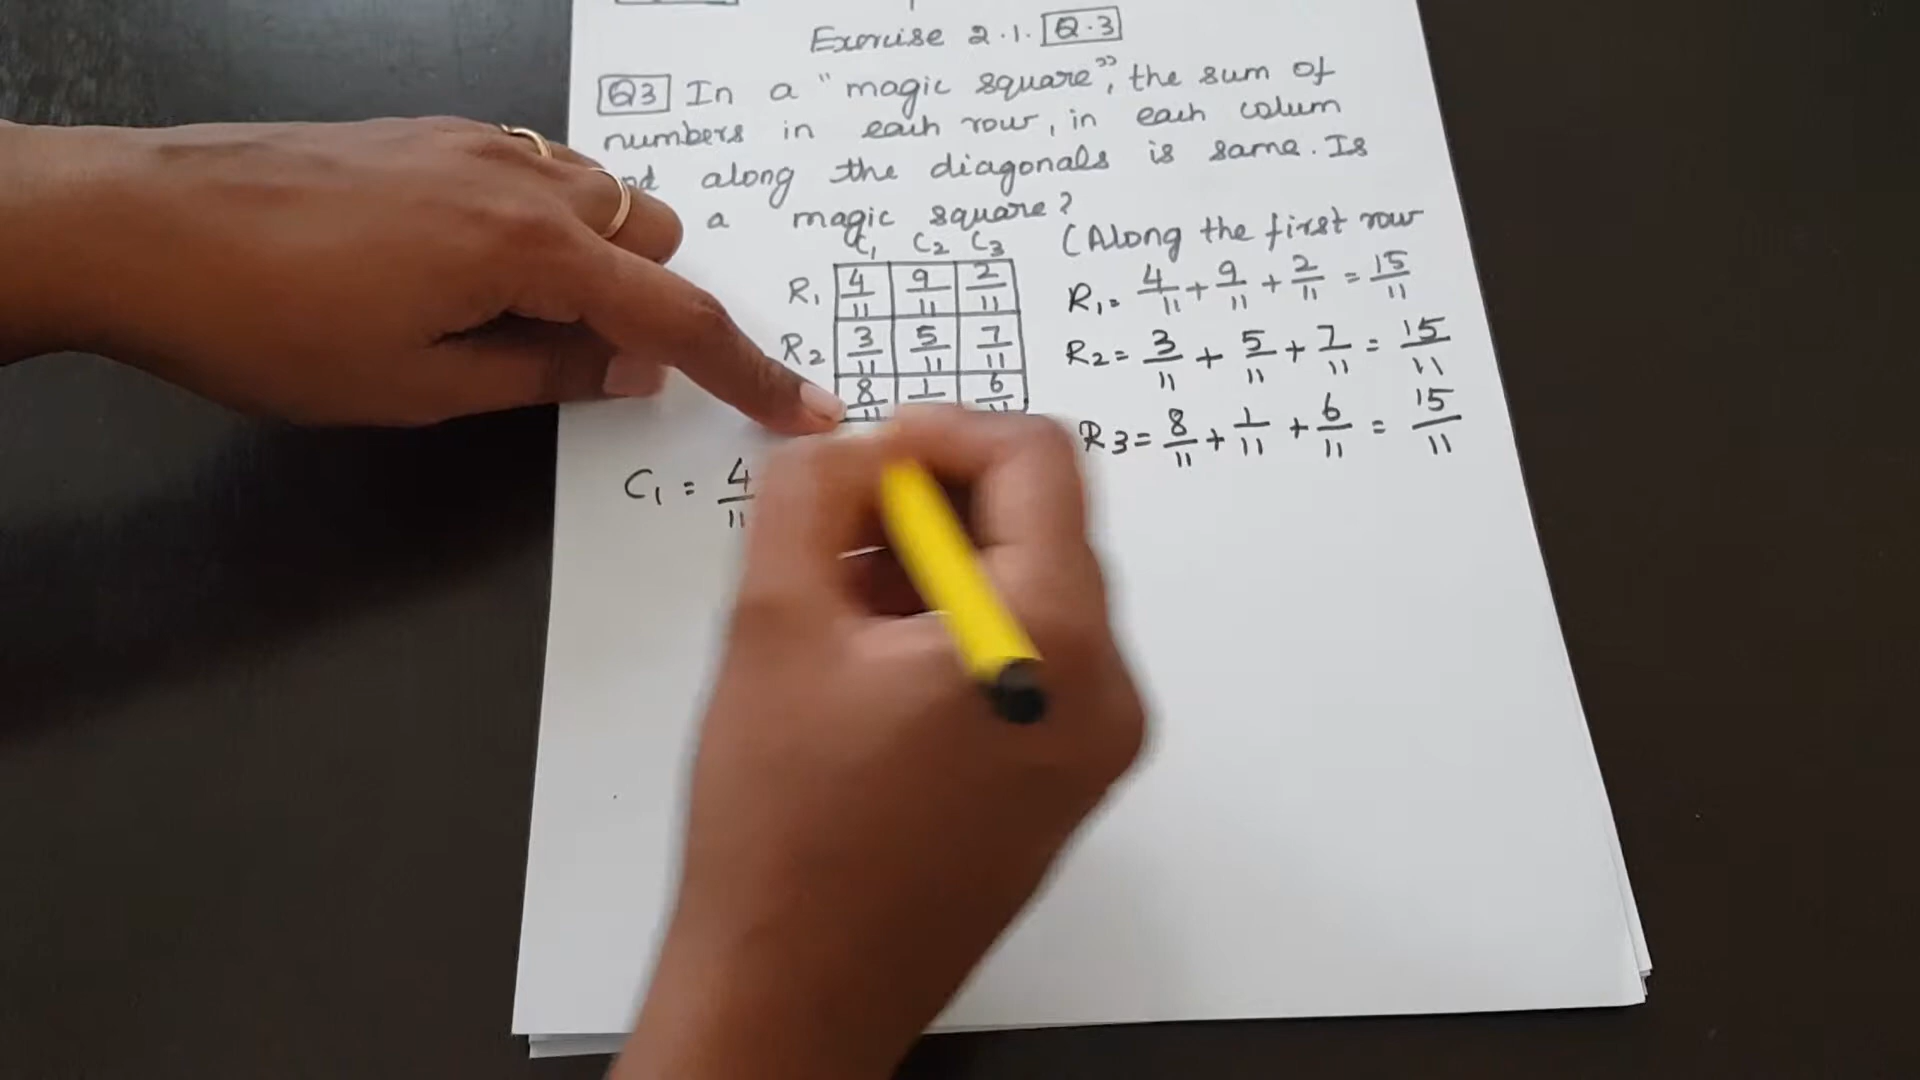 Exercise 2.1. Q.3
Q3 In a "magic square", the sum of
numbers in each row, in each colum
along the diagonals is same. Is
a magic square?
C1 C2 C3
(Along the first row
R1 4/11 9/11 2/11
R1= 4/11 + 9/11 + 2/11 = 15/11
R2 3/11 5/11 7/11
R2= 3/11 + 5/11 + 7/11 = 15/11
8/11 1 6
R3= 8/11 + 1/11 + 6/11 = 15/11
C1 = 4/11